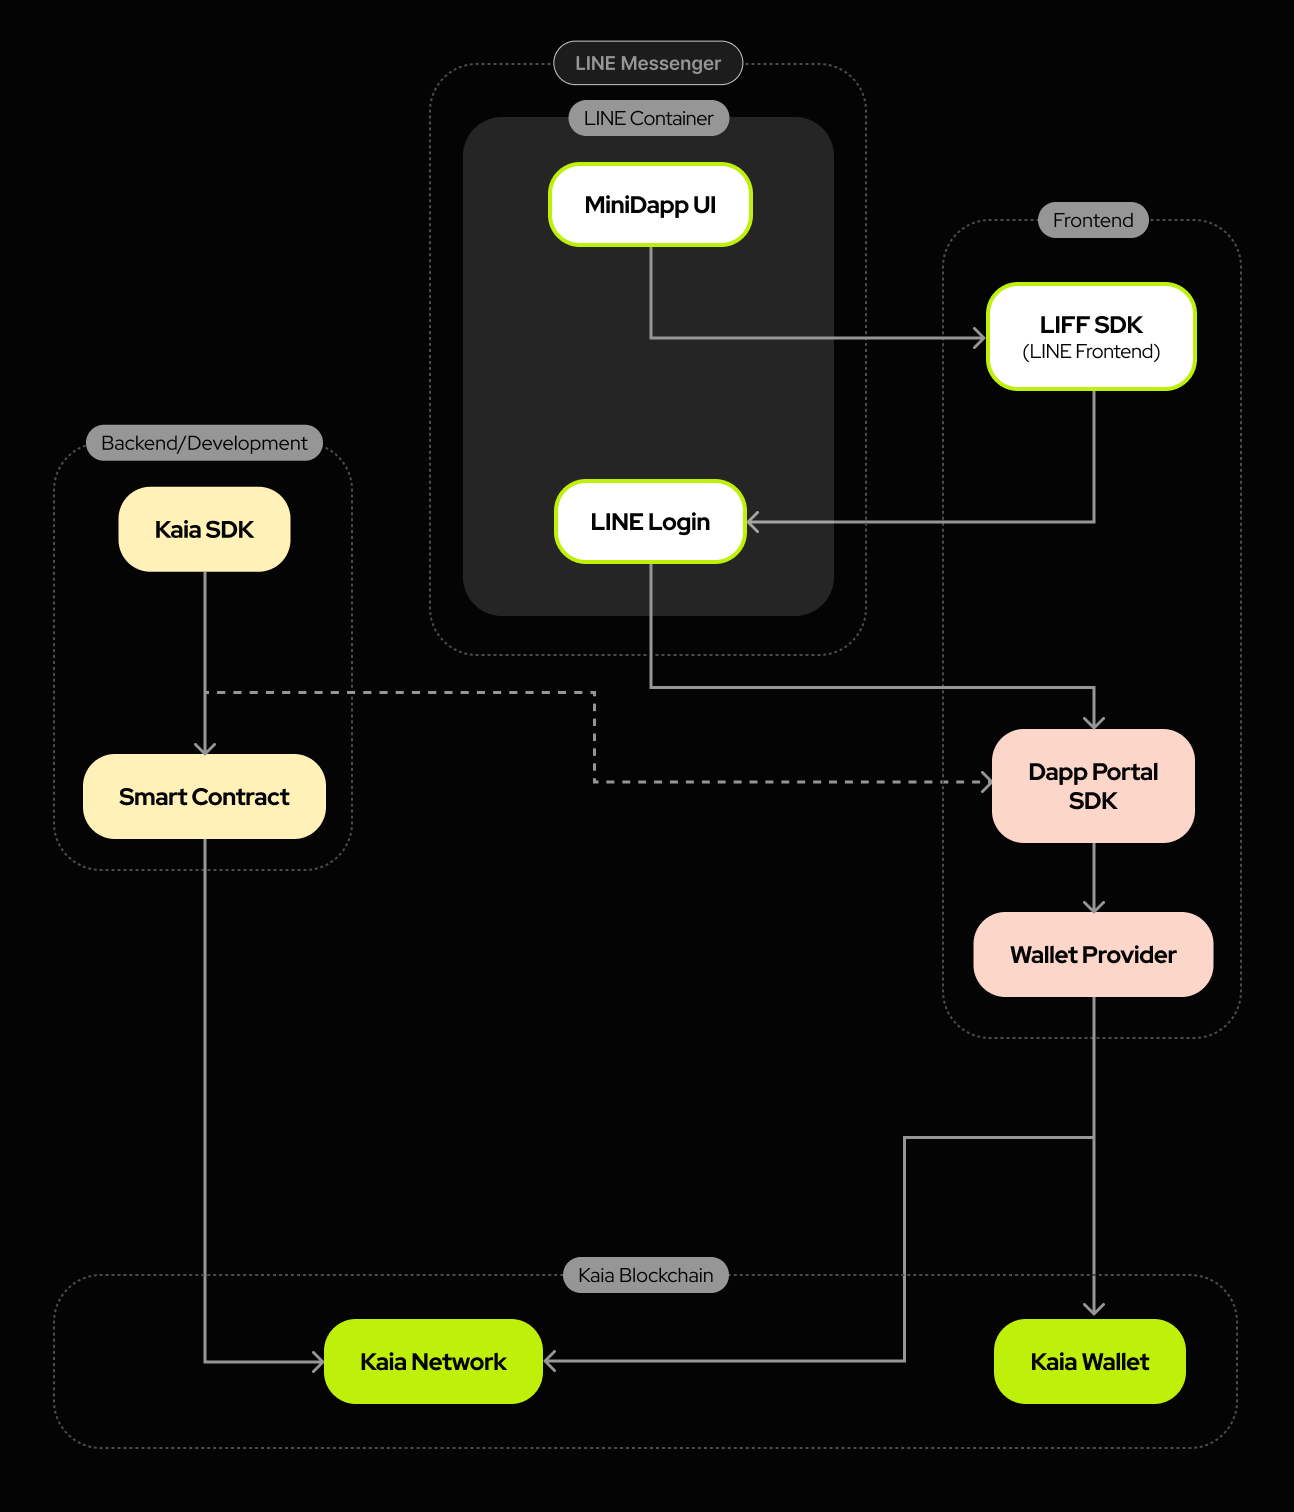 LINE Messenger
LINE Container
MiniDapp UI
Frontend
LIFF SDK
(LINE Frontend)
Backend/Development
Kaia SDK
LINE Login
Smart Contract
Dapp Portal
SDK
Wallet Provider
Kaia Blockchain
Kaia Network
Kaia Wallet